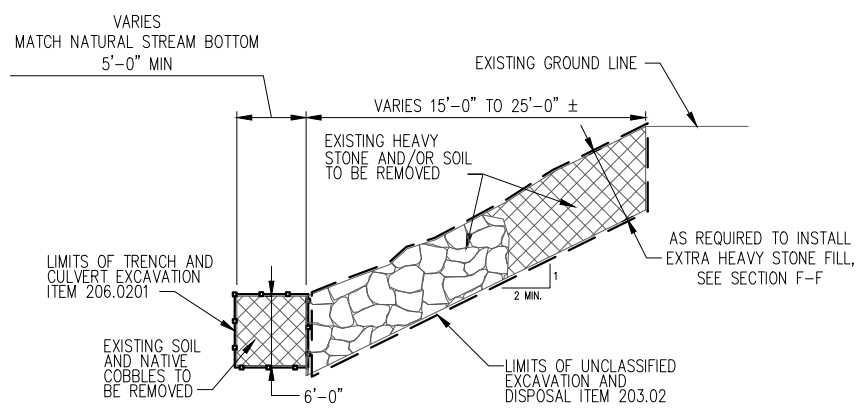 VARIES
MATCH NATURAL STREAM BOTTOM
5'-0" MIN
EXISTING GROUND LINE
VARIES 15'-0" TO 25'-0" ±
EXISTING HEAVY
STONE AND/OR SOIL
TO BE REMOVED
AS REQUIRED TO INSTALL
EXTRA HEAVY STONE FILL,
SEE SECTION F-F
LIMITS OF TRENCH AND
CULVERT EXCAVATION
ITEM 206.0201
1
2 MIN.
EXISTING SOIL
AND NATIVE
COBBLES TO
BE REMOVED
6'-0"
LIMITS OF UNCLASSIFIED
EXCAVATION AND
DISPOSAL ITEM 203.02